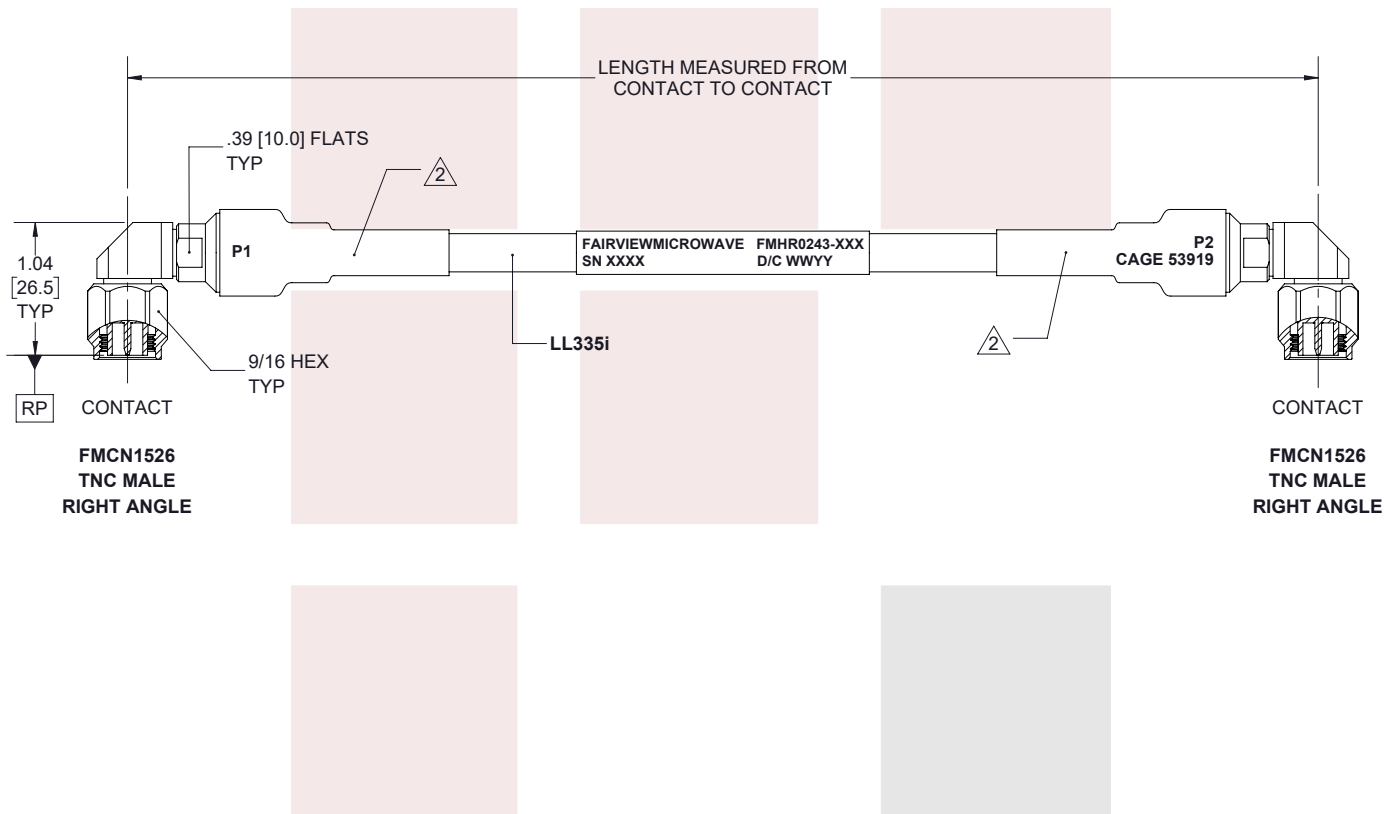 LENGTH MEASURED FROM
CONTACT TO CONTACT
.39 [10.0] FLATS
TYP
2
1.04
[26.5]
TYP
P1
FAIRVIEWMICROWAVE FMHR0243-XXX
SN XXXX D/C WWYY
P2
CAGE 53919
LL335i
2
9/16 HEX
TYP
RP
CONTACT
FMCN1526
TNC MALE
RIGHT ANGLE
CONTACT
FMCN1526
TNC MALE
RIGHT ANGLE